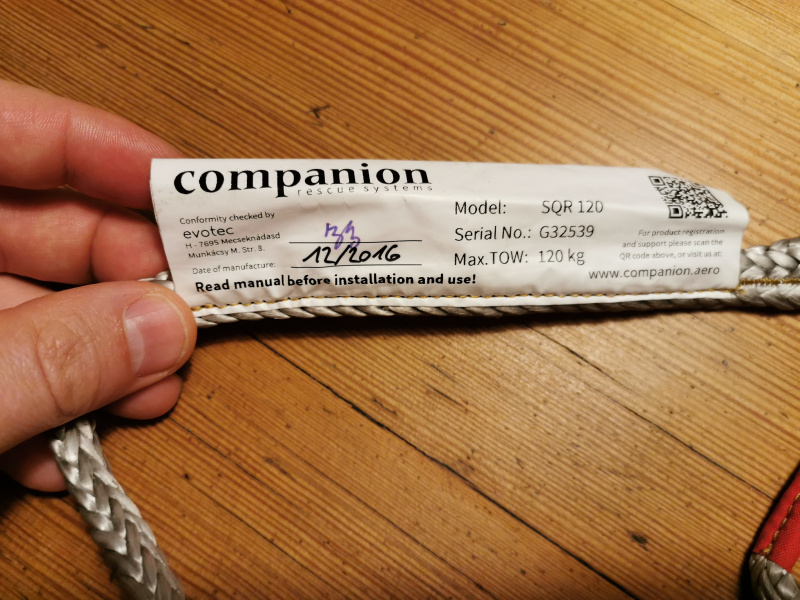 companion
rescue systems
Conformity checked by
evotec
H - 7695 Mecseknádasd
Munkácsy M. Str. 8.
Date of manufacture:
12/2016
Read manual before installation and use!
Model: SQR 120
Serial No.: G32539
Max.TOW: 120 kg
For product registration
and support please scan the
QR code above, or visit us at:
www.companion.aero